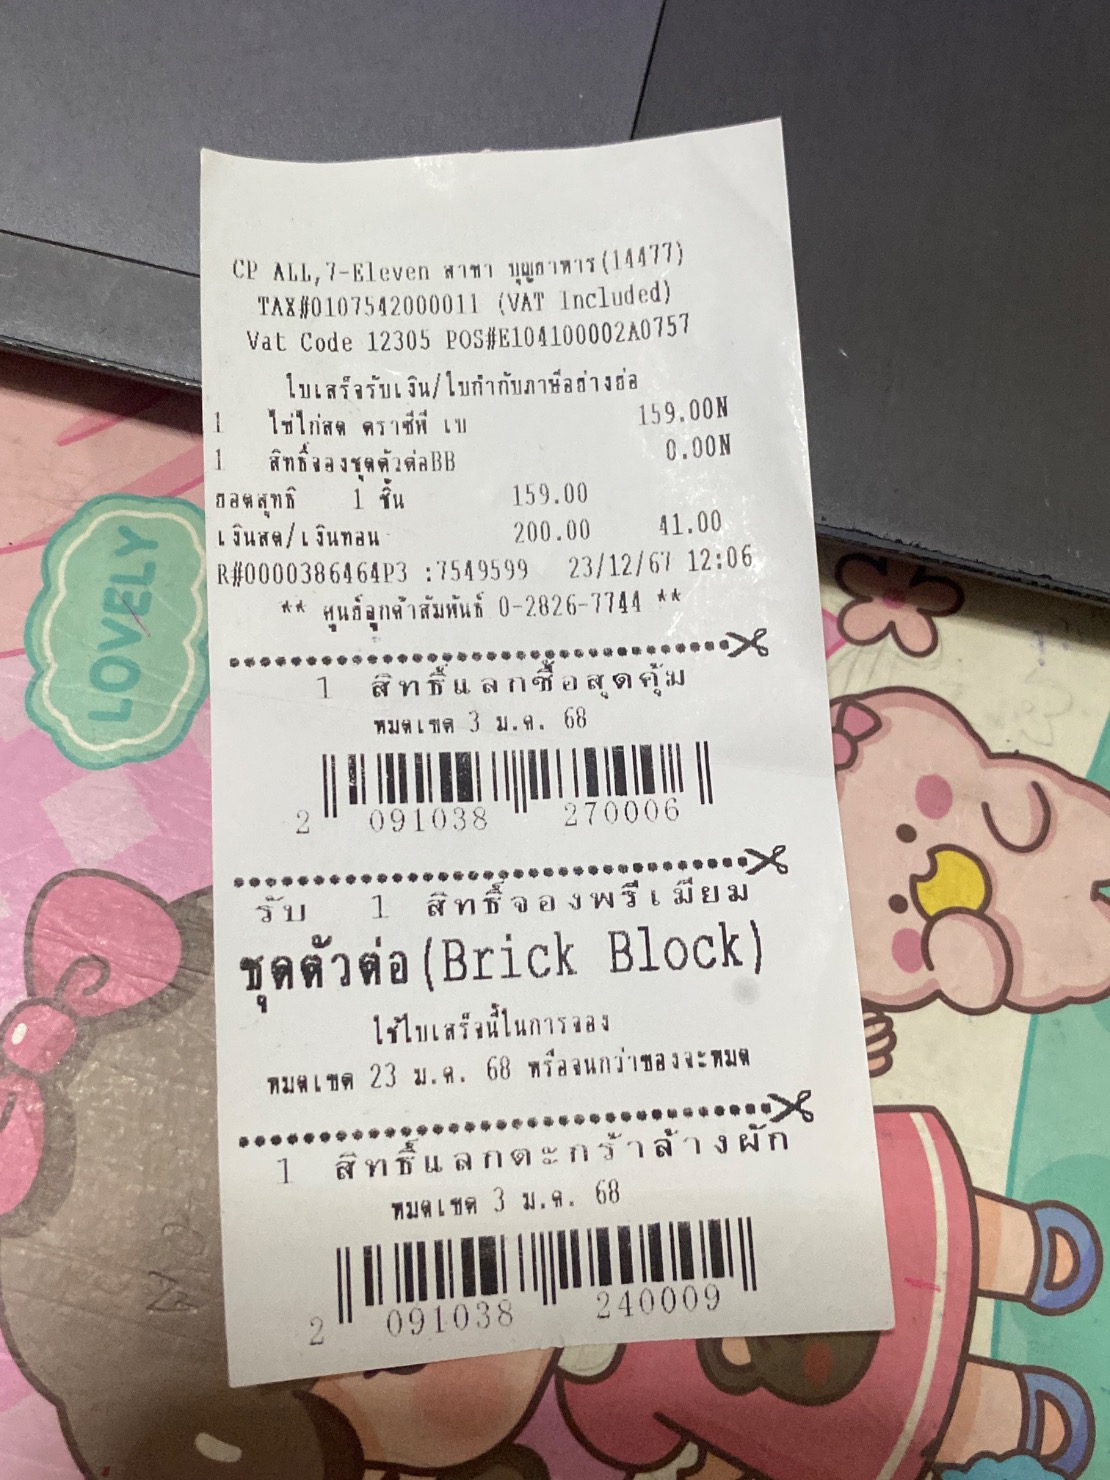 CP ALL,7-Eleven สาขา บุญธาหาร(14477)
TAX#0107542000011 (VAT Included)
Vat Code 12305 POS#E104100002A0757
ใบเสร็จรับเงิน/ใบกำกับภาษีอย่างย่อ
1 ไข่ไก่สด ตราซีพี เบ 159.00N
1 สิทธิ์จองชุดตัวต่อBB 0.00N
ยอดสุทธิ 1 ชิ้น 159.00
เงินสด/เงินทอน 200.00 41.00
R#0000386464P3 :7549599 23/12/67 12:06
** ศูนย์ลูกค้าสัมพันธ์ 0-2826-7744 **
1 สิทธิ์แลกซื้อสุดคุ้ม
หมดเขต 3 ม.ค. 68
2 091038 270006
รับ 1 สิทธิ์จองพรีเมียม
ชุดตัวต่อ(Brick Block)
ใช้ใบเสร็จนี้ในการจอง
หมดเขต 23 ม.ค. 68 หรือจนกว่าของจะหมด
1 สิทธิ์แลกตะกร้าล้างผัก
หมดเขต 3 ม.ค. 68
2 091038 240009
LOVELY